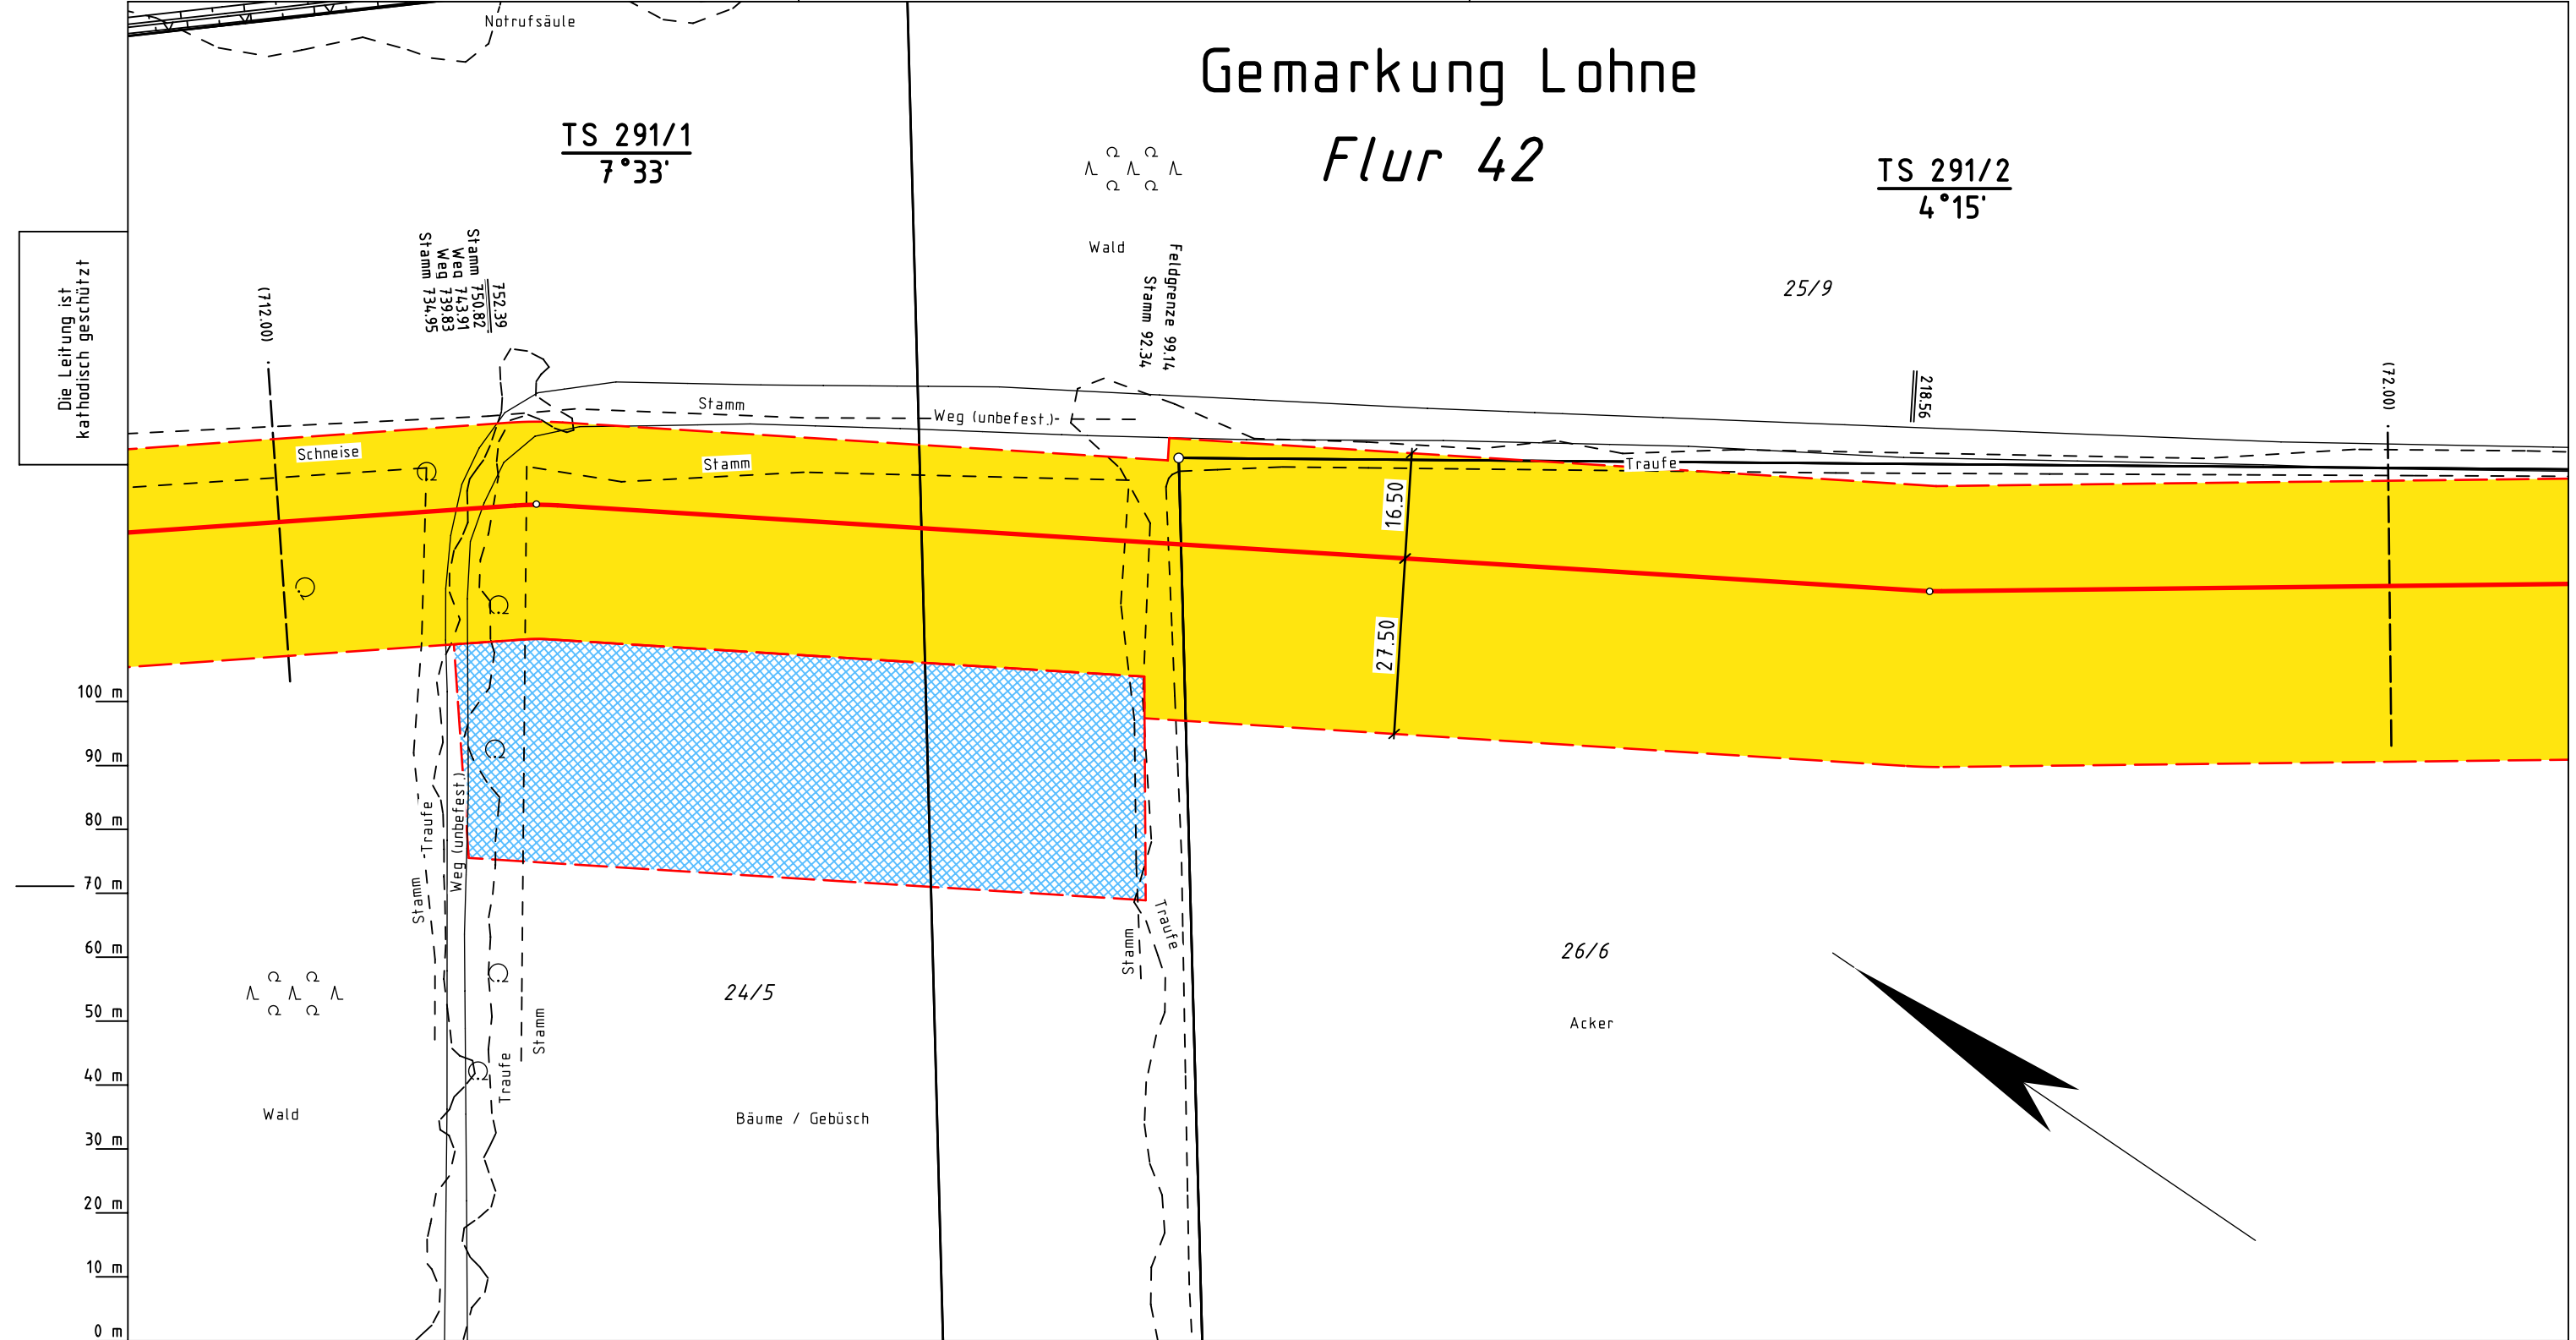 Notrufsäule
Gemarkung Lohne
Flur 42
TS 291/1
7°33'
TS 291/2
4°15'
Wald
25/9
Die Leitung ist
kathodisch geschützt
(712.00)
Stamm 734.95
Weg 739.83
Weg 743.91
Stamm 750.82
752.39
Stamm 92.34
Feldgrenze 99.14
218.56
(72.00)
Stamm
Weg (unbefest.)
Schneise
Stamm
Traufe
16.50
27.50
100 m
90 m
80 m
70 m
60 m
50 m
40 m
30 m
20 m
10 m
0 m
Traufe
Weg (unbefest.)
Stamm
Stamm
Traufe
Stamm
Traufe
24/5
26/6
Acker
Wald
Bäume / Gebüsch